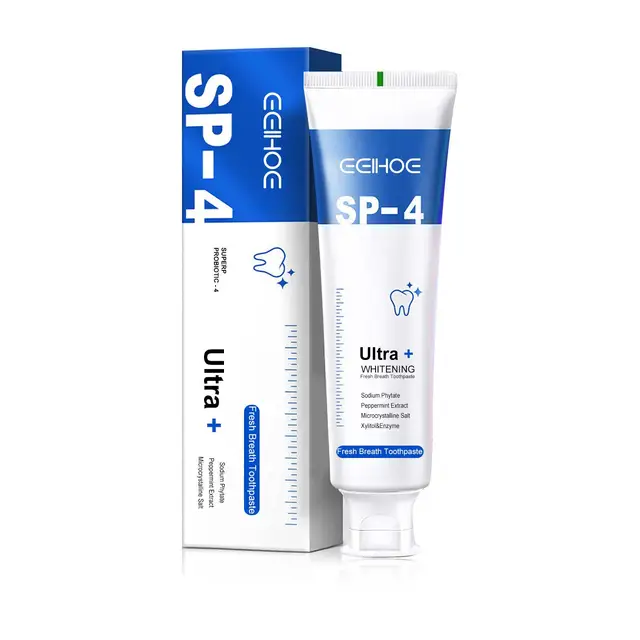 SP-4
EEIHOE
SUPERP
PROBIOTIC - 4
Ultra +
Fresh Breath Toothpaste
Sodium Phytate
Peppermint Extract
Microcrystalline Salt
EEIHOE
SP-4
Ultra +
WHITENING
Fresh Breath Toothpaste
Sodium Phytate
Peppermint Extract
Microcrystalline Salt
Xylitol&Enzyme
Fresh Breath Toothpaste